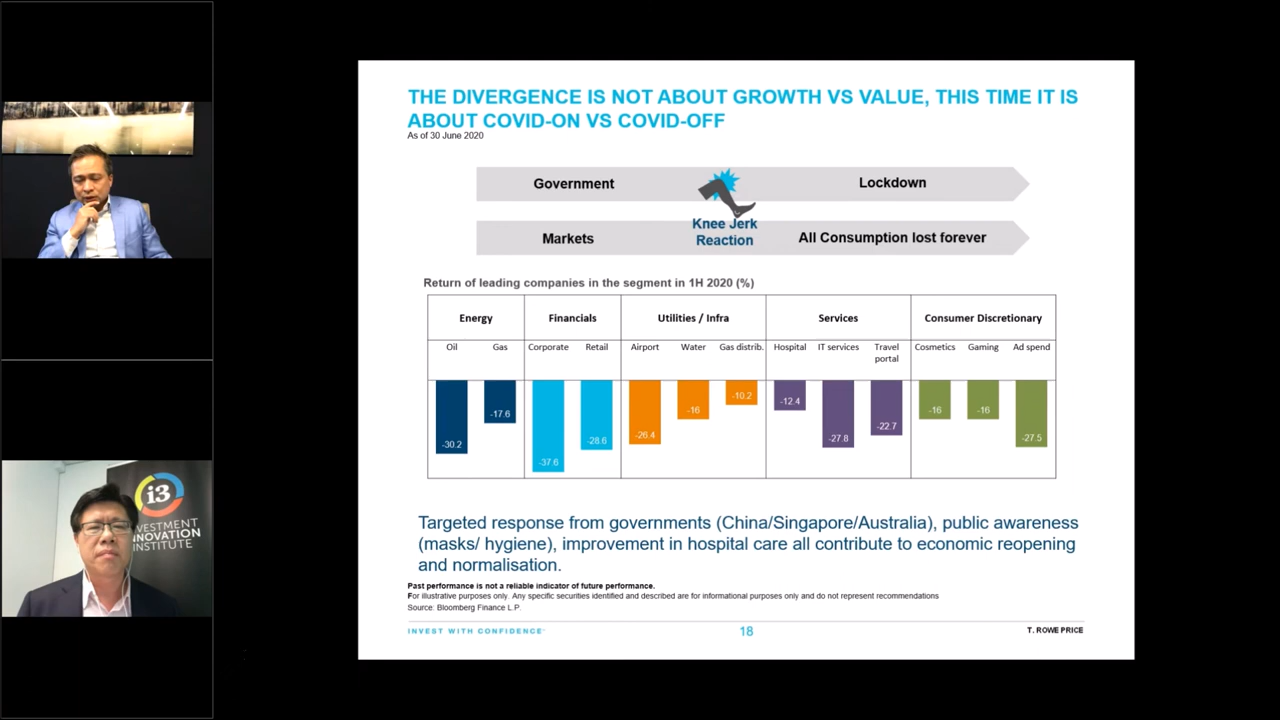 THE DIVERGENCE IS NOT ABOUT GROWTH VS VALUE, THIS TIME IT IS
ABOUT COVID-ON VS COVID-OFF
As of 30 June 2020
Government
Lockdown
Knee Jerk
Reaction
Markets
All Consumption lost forever
Return of leading companies in the segment in 1H 2020 (%)
Energy Financials Utilities / Infra Services Consumer Discretionary
Oil Gas Corporate Retail Airport Water Gas distrib. Hospital IT services Travel portal Cosmetics Gaming Ad spend
-30.2 -17.6 -37.6 -28.6 -26.4 -16 -10.2 -12.4 -27.8 -22.7 -16 -16 -27.5
Targeted response from governments (China/Singapore/Australia), public awareness
(masks/ hygiene), improvement in hospital care all contribute to economic reopening
and normalisation.
Past performance is not a reliable indicator of future performance.
For illustrative purposes only. Any specific securities identified and described are for informational purposes only and do not represent recommendations
Source: Bloomberg Finance L.P.
INVEST WITH CONFIDENCE
18
T. ROWE PRICE
i3
VESTMENT
INNOVATION
INSTITUTE